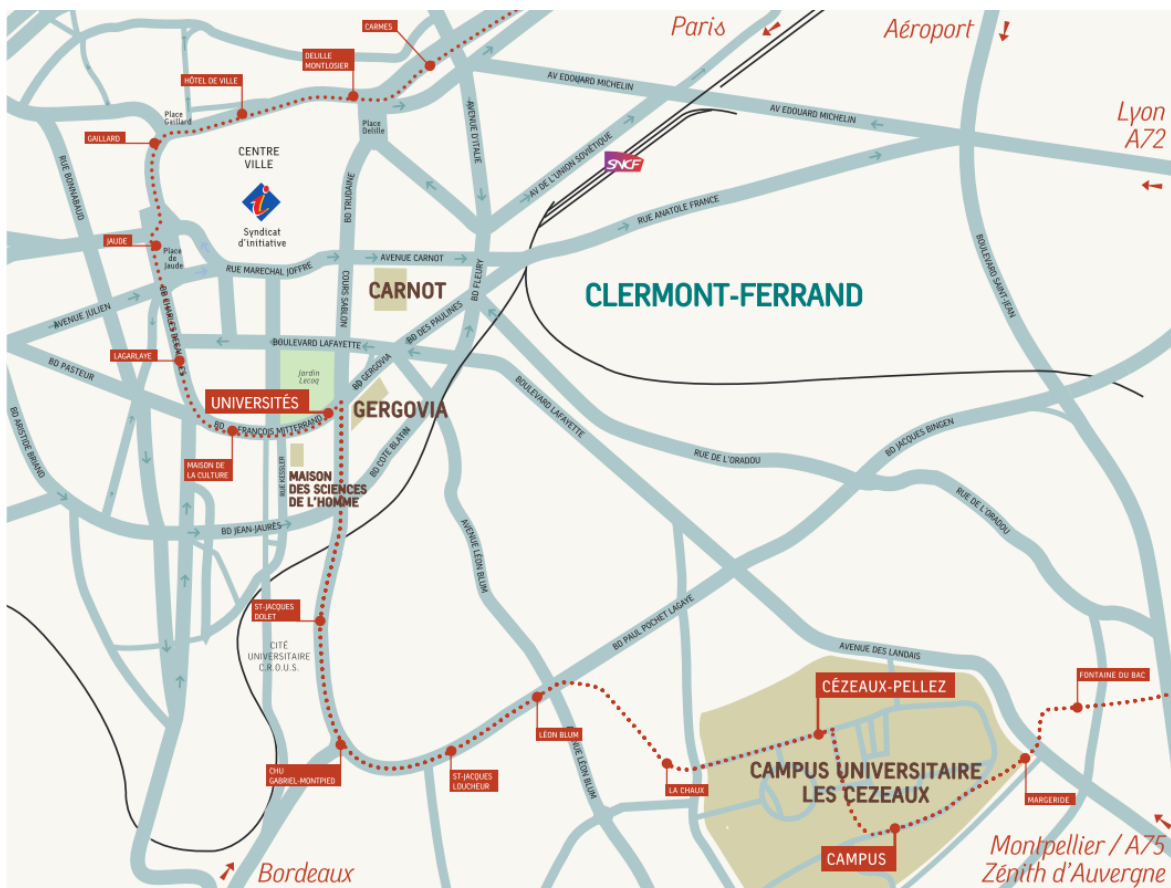 CARMES
Paris
Aéroport
DELILLE
MONTLOSIER
HÔTEL DE VILLE
AV EDOUARD MICHELIN
AV EDOUARD MICHELIN
Lyon
A72
Place
Gaillard
Place
Delille
GAILLARD
AVENUE D'ITALIE
AV DE L'UNION SOVIÉTIQUE
SNCF
CENTRE
VILLE
RUE BONNABAUD
BD TRUDAINE
i
Syndicat
d'initiative
RUE ANATOLE FRANCE
BOULEVARD SAINT-JEAN
JAUDE
Place
de
Jaude
RUE MARECHAL JOFFRE
AVENUE CARNOT
COURS SABLON
BD FLEURY
CARNOT
CLERMONT-FERRAND
AVENUE JULIEN
BD CHARLES DEGAULLE
BD DES PAULINES
BOULEVARD LAFAYETTE
LAGARLAYE
BD PASTEUR
Jardin
Lecoq
BD GERGOVIA
UNIVERSITÉS
GERGOVIA
BD FRANÇOIS MITTERRAND
BOULEVARD LAFAYETTE
BD ARISTIDE BRIAND
MAISON DE
LA CULTURE
RUE KESSLER
MAISON
DES SCIENCES
DE L'HOMME
BD COTE BLATIN
RUE DE L'ORADOU
BD JACQUES BINGEN
RUE DE L'ORADOU
BD JEAN-JAURÈS
AVENUE LÉON BLUM
ST-JACQUES
DOLET
CITÉ
UNIVERSITAIRE
C.R.O.U.S.
BD PAUL POCHET LAGAYE
AVENUE DES LANDAIS
FONTAINE DU BAC
CÉZEAUX-PELLEZ
LÉON BLUM
AVENUE LÉON BLUM
CHU
GABRIEL-MONTPIED
ST-JACQUES
LOUCHEUR
LA CHAUX
CAMPUS UNIVERSITAIRE
LES CEZEAUX
MARGERIDE
CAMPUS
Bordeaux
Montpellier / A75
Zénith d'Auvergne